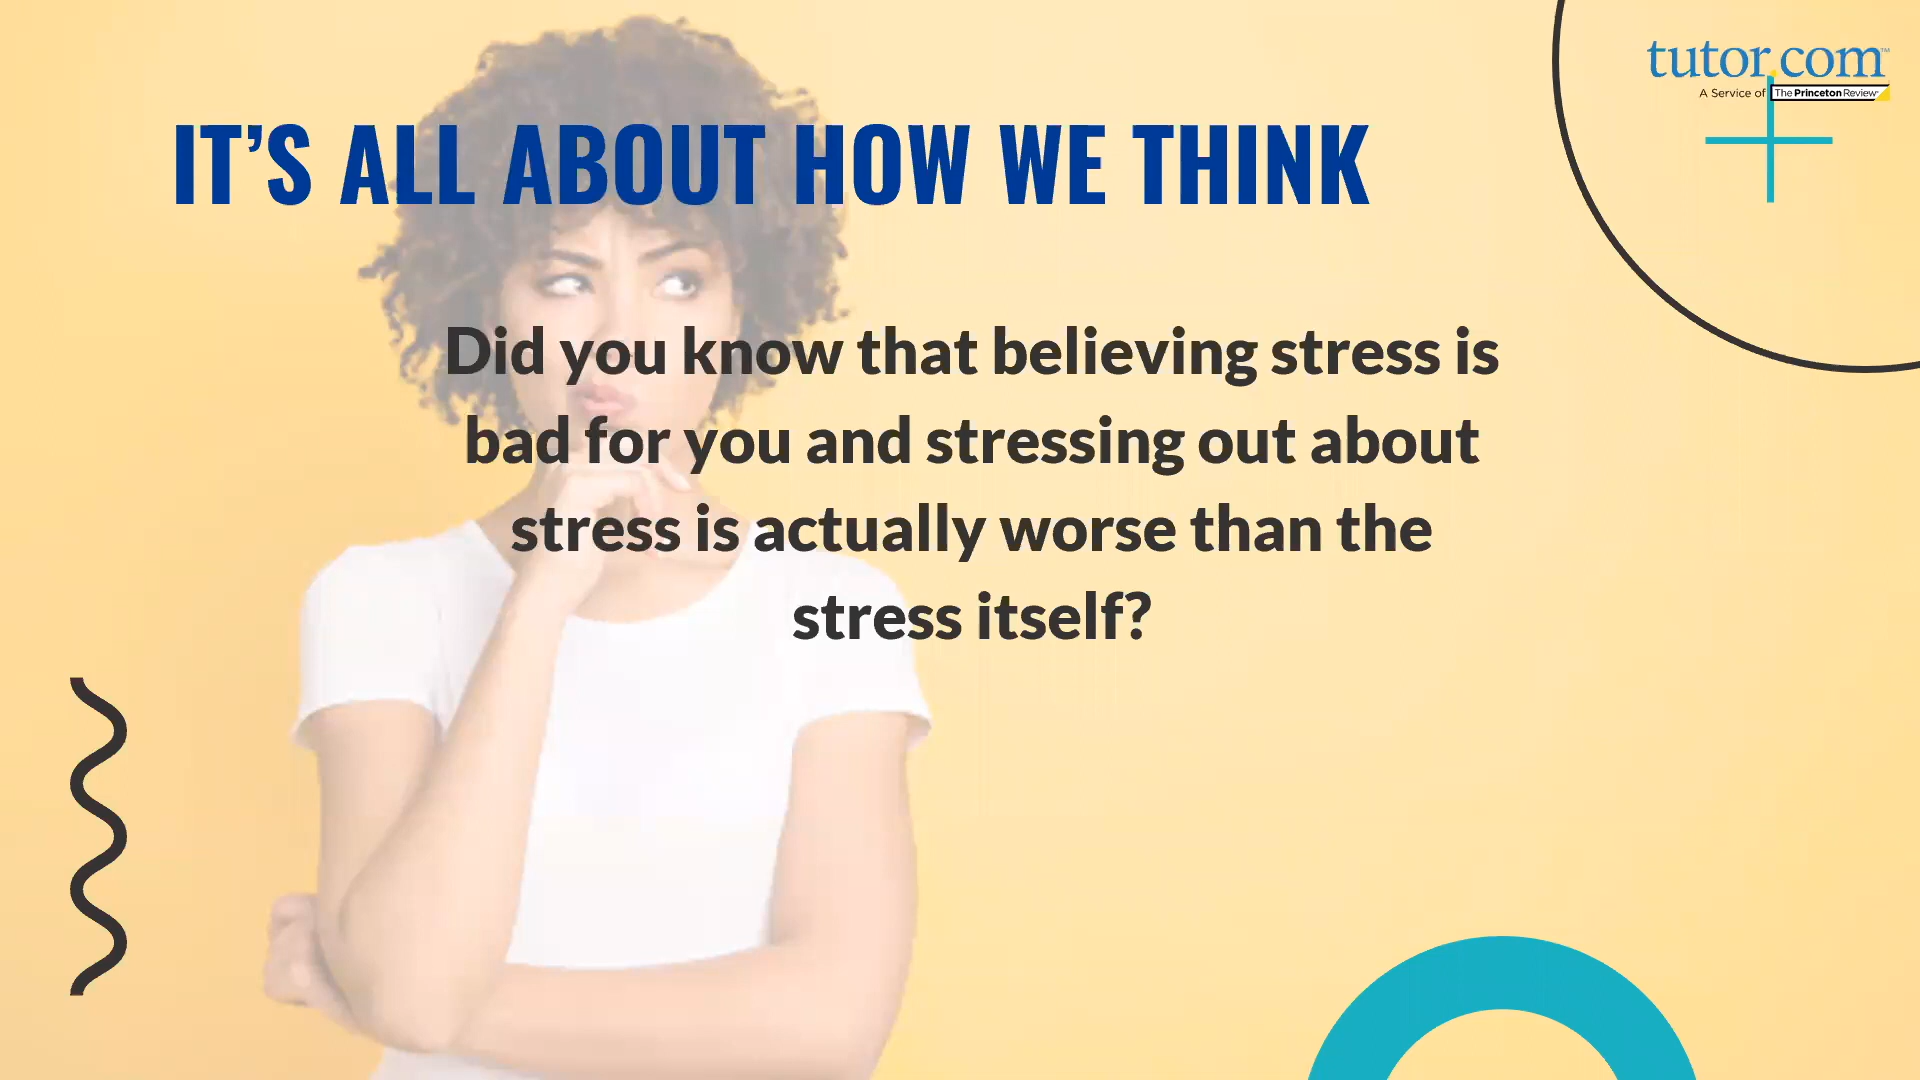 tutor.com™
A Service of The Princeton Review
IT’S ALL ABOUT HOW WE THINK
Did you know that believing stress is
bad for you and stressing out about
stress is actually worse than the
stress itself?